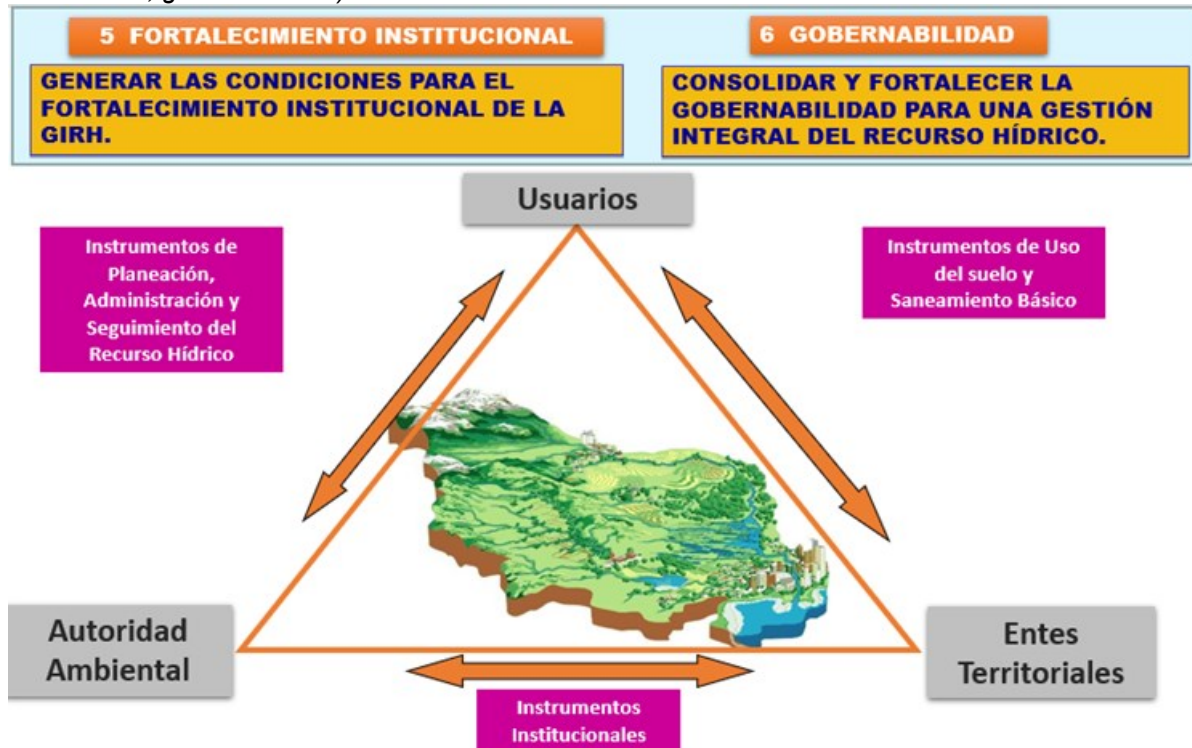 5 FORTALECIMIENTO INSTITUCIONAL
GENERAR LAS CONDICIONES PARA EL
FORTALECIMIENTO INSTITUCIONAL DE LA
GIRH.
6 GOBERNABILIDAD
CONSOLIDAR Y FORTALECER LA
GOBERNABILIDAD PARA UNA GESTIÓN
INTEGRAL DEL RECURSO HÍDRICO.
Usuarios
Instrumentos de
Planeación,
Administración y
Seguimiento del
Recurso Hídrico
Instrumentos de Uso
del suelo y
Saneamiento Básico
Autoridad
Ambiental
Entes
Territoriales
Instrumentos
Institucionales